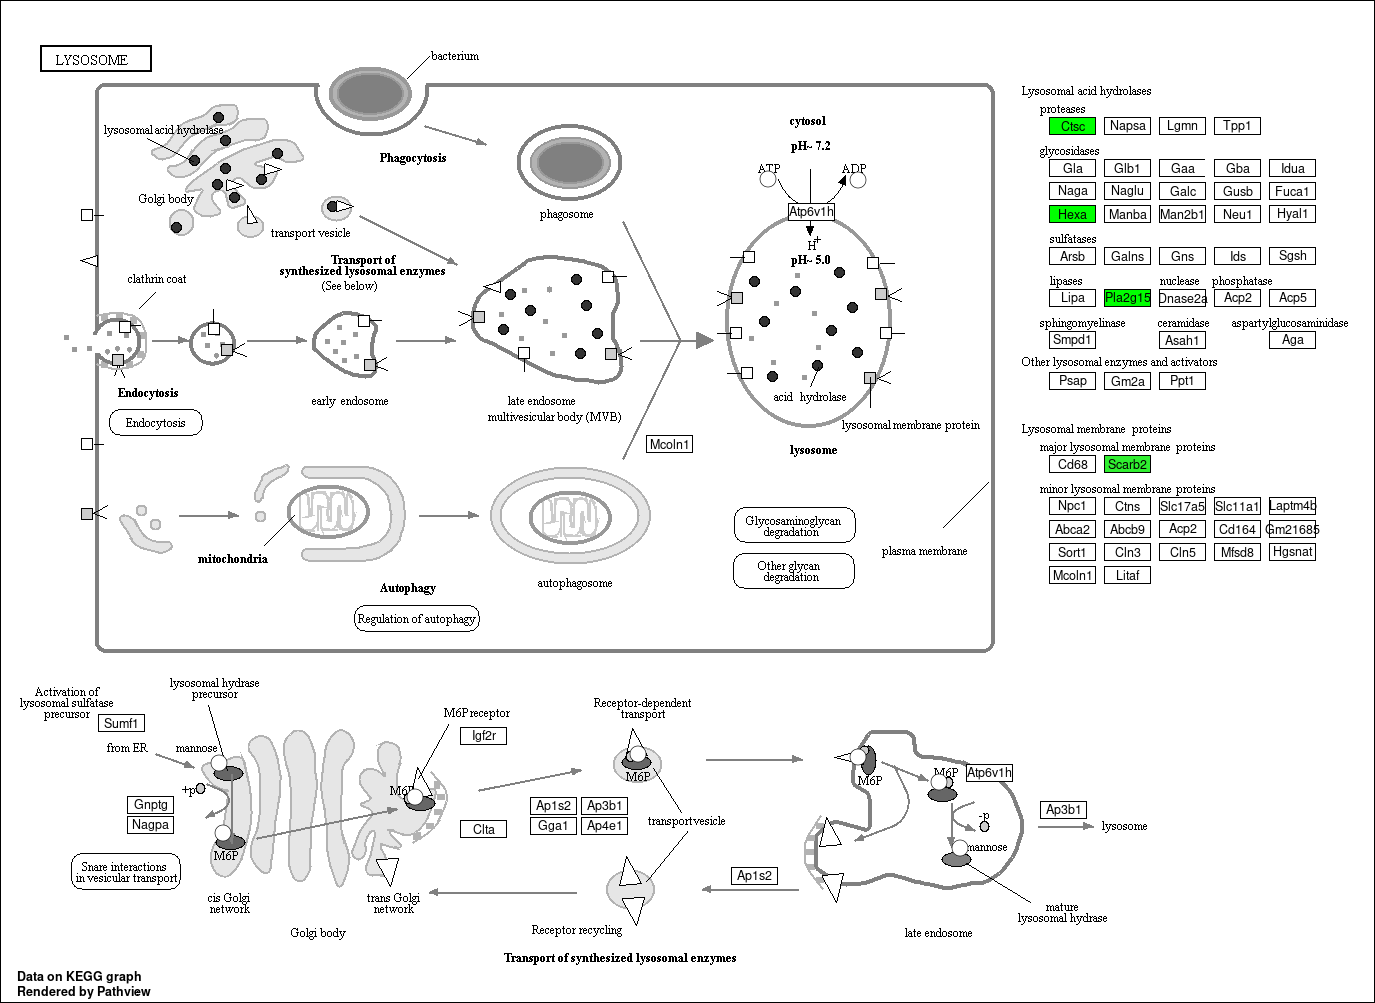 LYSOSOME
bacterium
lysosomal acid hydrolase
Golgi body
Phagocytosis
transport vesicle
phagosome
Transport of
synthesized lysosomal enzymes
(See below)
cytosol
pH~ 7.2
ATP
ADP
Atp6v1h
H+
pH~ 5.0
clathrin coat
Endocytosis
Endocytosis
early endosome
late endosome
multivesicular body (MVB)
acid hydrolase
lysosomal membrane protein
lysosome
Mcoln1
mitochondria
Autophagy
Regulation of autophagy
autophagosome
Glycosaminoglycan
degradation
Other glycan
degradation
plasma membrane
Lysosomal acid hydrolases
proteases
Ctsc Napsa Lgmn Tpp1
glycosidases
Gla Glb1 Gaa Gba Idua
Naga Naglu Galc Gusb Fuca1
Hexa Manba Man2b1 Neu1 Hyal1
sulfatases
Arsb Galns Gns Ids Sgsh
lipases nuclease phosphatase
Lipa Pla2g15 Dnase2a Acp2 Acp5
sphingomyelinase ceramidase aspartylglucosaminidase
Smpd1 Asah1 Aga
Other lysosomal enzymes and activators
Psap Gm2a Ppt1
Lysosomal membrane proteins
major lysosomal membrane proteins
Cd68 Scarb2
minor lysosomal membrane proteins
Npc1 Ctns Slc17a5 Slc11a1 Laptm4b
Abca2 Abcb9 Acp2 Cd164 Gm21685
Sort1 Cln3 Cln5 Mfsd8 Hgsnat
Mcoln1 Litaf
Activation of
lysosomal sulfatase
precursor
Sumf1
lysosomal hydrase
precursor
from ER
mannose
+p
Gnptg
Nagpa
M6P
Snare interactions
in vesicular transport
cis Golgi
network
Golgi body
trans Golgi
network
M6P receptor
Igf2r
M6P
Clta
Receptor-dependent
transport
M6P
Ap1s2 Ap3b1
Gga1 Ap4e1
transport vesicle
Receptor recycling
Ap1s2
M6P
M6P
Atp6v1h
-p
mannose
Ap3b1
lysosome
mature
lysosomal hydrase
late endosome
Transport of synthesized lysosomal enzymes
Data on KEGG graph
Rendered by Pathview